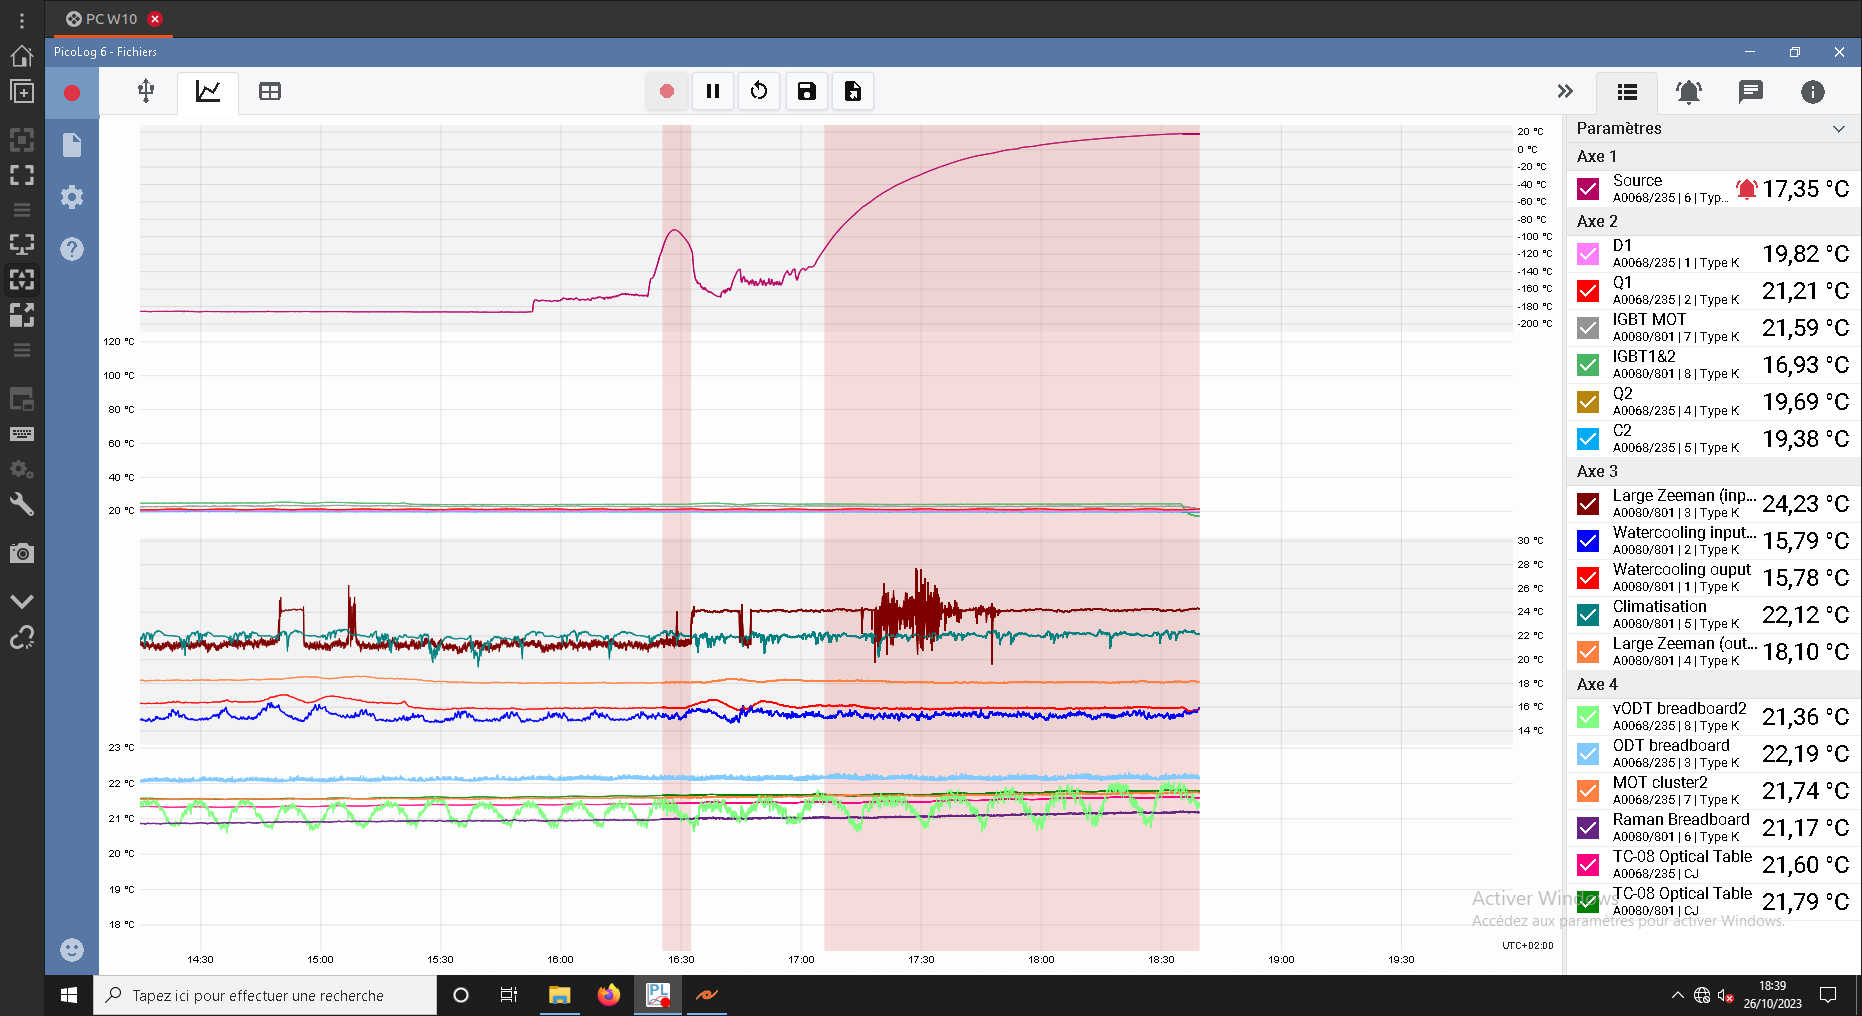 PC W10
PicoLog 6 - Fichiers
20 °C
0 °C
-20 °C
-40 °C
-60 °C
-80 °C
-100 °C
-120 °C
-140 °C
-160 °C
-180 °C
-200 °C
120 °C
100 °C
80 °C
60 °C
40 °C
20 °C
30 °C
28 °C
26 °C
24 °C
22 °C
20 °C
18 °C
16 °C
14 °C
23 °C
22 °C
21 °C
20 °C
19 °C
18 °C
UTC+02:00
14:30 15:00 15:30 16:00 16:30 17:00 17:30 18:00 18:30 19:00 19:30
Paramètres
Axe 1
Source 17,35 °C
A0068/235 | 6 | Typ...
Axe 2
D1 19,82 °C
A0068/235 | 1 | Type K
Q1 21,21 °C
A0068/235 | 2 | Type K
IGBT MOT 21,59 °C
A0080/801 | 7 | Type K
IGBT1&2 16,93 °C
A0080/801 | 8 | Type K
Q2 19,69 °C
A0068/235 | 4 | Type K
C2 19,38 °C
A0068/235 | 5 | Type K
Axe 3
Large Zeeman (inp... 24,23 °C
A0080/801 | 3 | Type K
Watercooling input... 15,79 °C
A0080/801 | 2 | Type K
Watercooling ouput 15,78 °C
A0080/801 | 1 | Type K
Climatisation 22,12 °C
A0080/801 | 5 | Type K
Large Zeeman (out... 18,10 °C
A0080/801 | 4 | Type K
Axe 4
vODT breadboard2 21,36 °C
A0068/235 | 8 | Type K
ODT breadboard 22,19 °C
A0068/235 | 3 | Type K
MOT cluster2 21,74 °C
A0068/235 | 7 | Type K
Raman Breadboard 21,17 °C
A0080/801 | 6 | Type K
TC-08 Optical Table 21,60 °C
A0068/235 | CJ
TC-08 Optical Table 21,79 °C
A0080/801 | CJ
Activer Windows
Accédez aux paramètres pour activer Windows.
Tapez ici pour effectuer une recherche
PL
18:39
26/10/2023